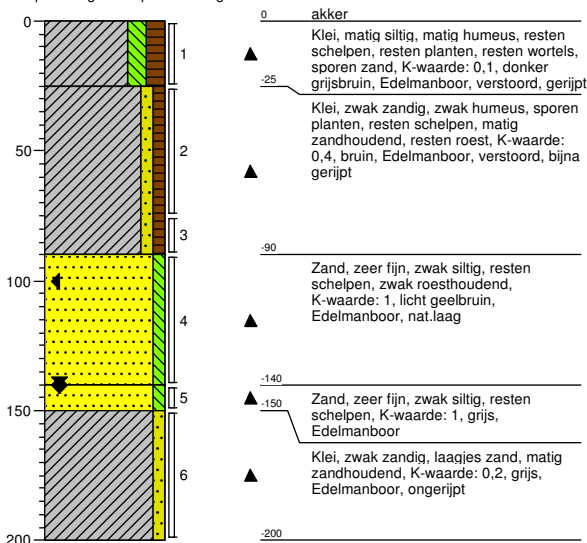 0
50
100
150
200
1
2
3
4
5
6
0 akker
Klei, matig siltig, matig humeus, resten
schelpen, resten planten, resten wortels,
sporen zand, K-waarde: 0,1, donker
grijsbruin, Edelmanboor, verstoord, gerijpt
-25
Klei, zwak zandig, zwak humeus, sporen
planten, resten schelpen, matig
zandhoudend, resten roest, K-waarde:
0,4, bruin, Edelmanboor, verstoord, bijna
gerijpt
-90
Zand, zeer fijn, zwak siltig, resten
schelpen, zwak roesthoudend,
K-waarde: 1, licht geelbruin,
Edelmanboor, nat.laag
-140
Zand, zeer fijn, zwak siltig, resten
schelpen, K-waarde: 1, grijs,
Edelmanboor
-150
Klei, zwak zandig, laagjes zand, matig
zandhoudend, K-waarde: 0,2, grijs,
Edelmanboor, ongerijpt
-200